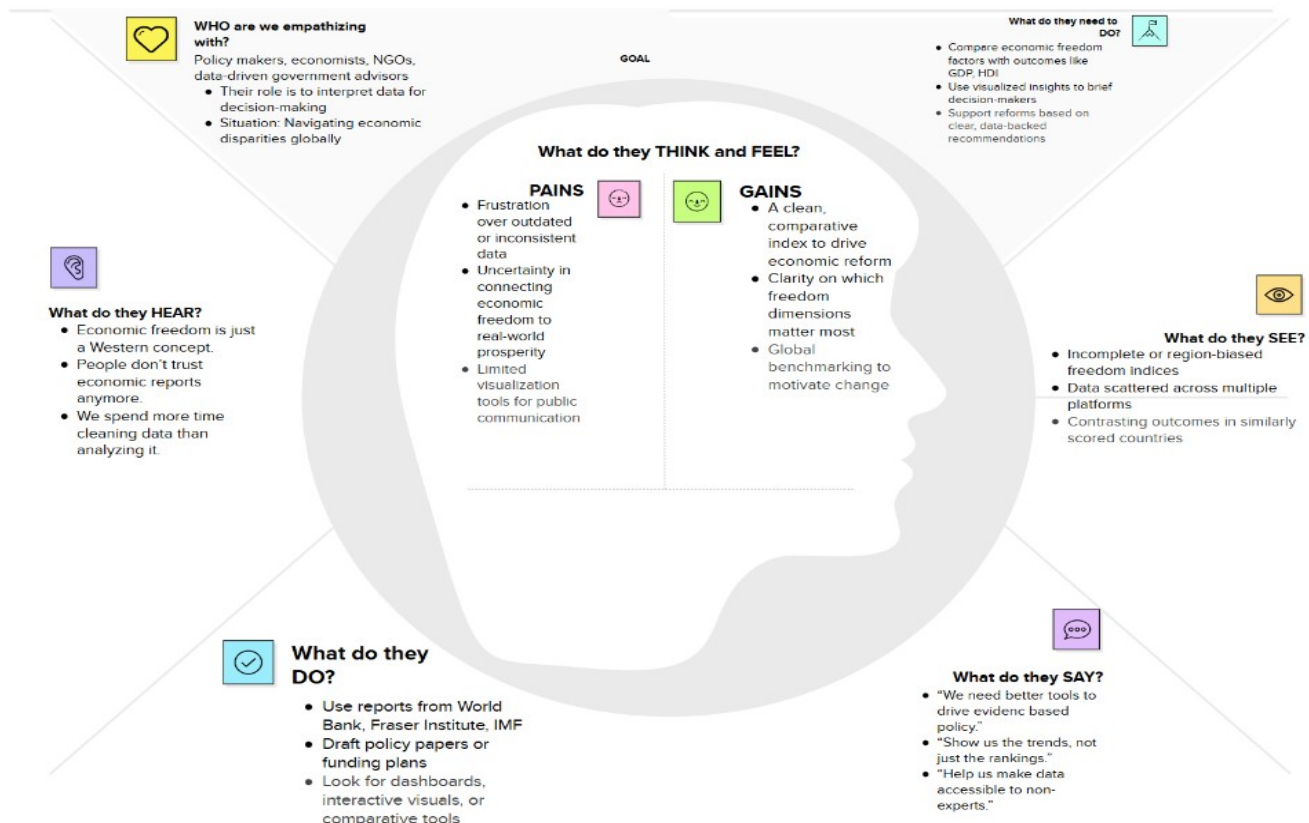 WHO are we empathizing
with?
Policy makers, economists, NGOs,
data-driven government advisors
• Their role is to interpret data for
decision-making
• Situation: Navigating economic
disparities globally
GOAL
What do they need to
DO?
• Compare economic freedom
factors with outcomes like
GDP, HDI
• Use visualized insights to brief
decision-makers
• Support reforms based on
clear, data-backed
recommendations
What do they THINK and FEEL?
PAINS
• Frustration
over outdated
or inconsistent
data
• Uncertainty in
connecting
economic
freedom to
real-world
prosperity
• Limited
visualization
tools for public
communication
GAINS
• A clean,
comparative
index to drive
economic reform
• Clarity on which
freedom
dimensions
matter most
• Global
benchmarking to
motivate change
What do they HEAR?
• Economic freedom is just
a Western concept.
• People don't trust
economic reports
anymore.
• We spend more time
cleaning data than
analyzing it.
What do they SEE?
• Incomplete or region-biased
freedom indices
• Data scattered across multiple
platforms
• Contrasting outcomes in similarly
scored countries
What do they
DO?
• Use reports from World
Bank, Fraser Institute, IMF
• Draft policy papers or
funding plans
• Look for dashboards,
interactive visuals, or
comparative tools
What do they SAY?
• "We need better tools to
drive evidenc based
policy."
• "Show us the trends, not
just the rankings."
• "Help us make data
accessible to non-
experts."